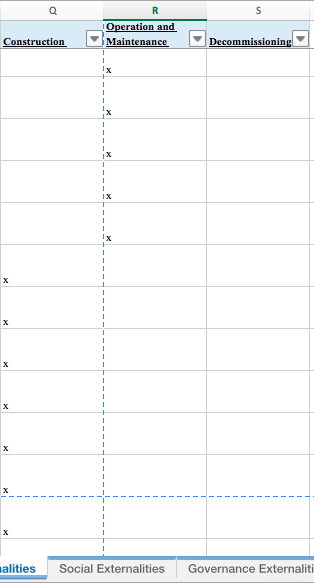 Q R S
Construction Operation and Maintenance Decommissioning
x
x
x
x
x
x
x
x
x
x
x
x
alities Social Externalities Governance Externaliti